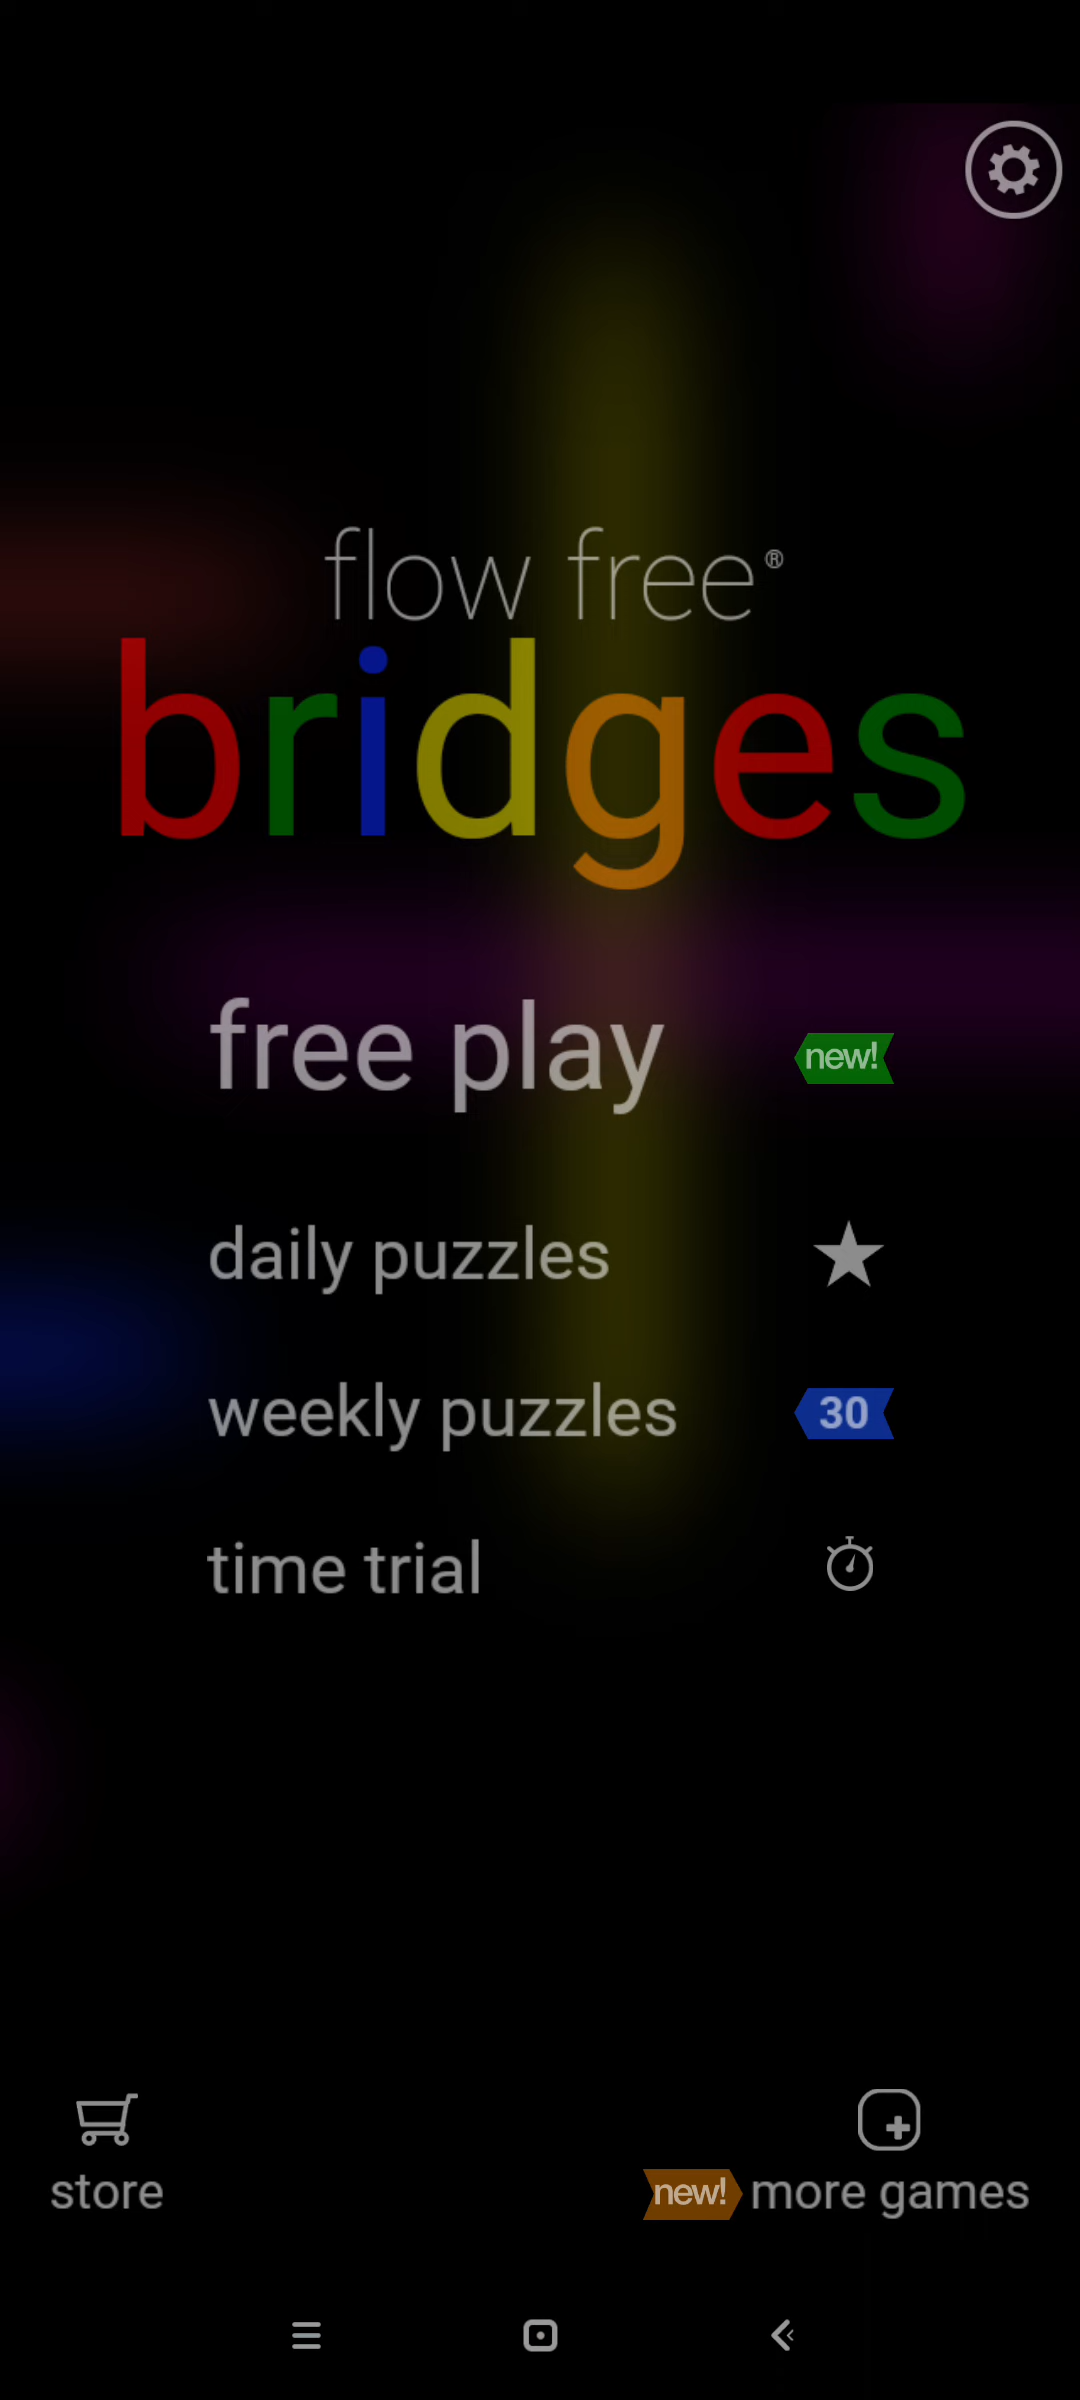 flow free®
bridges
free play new!
daily puzzles
weekly puzzles 30
time trial
store
new! more games